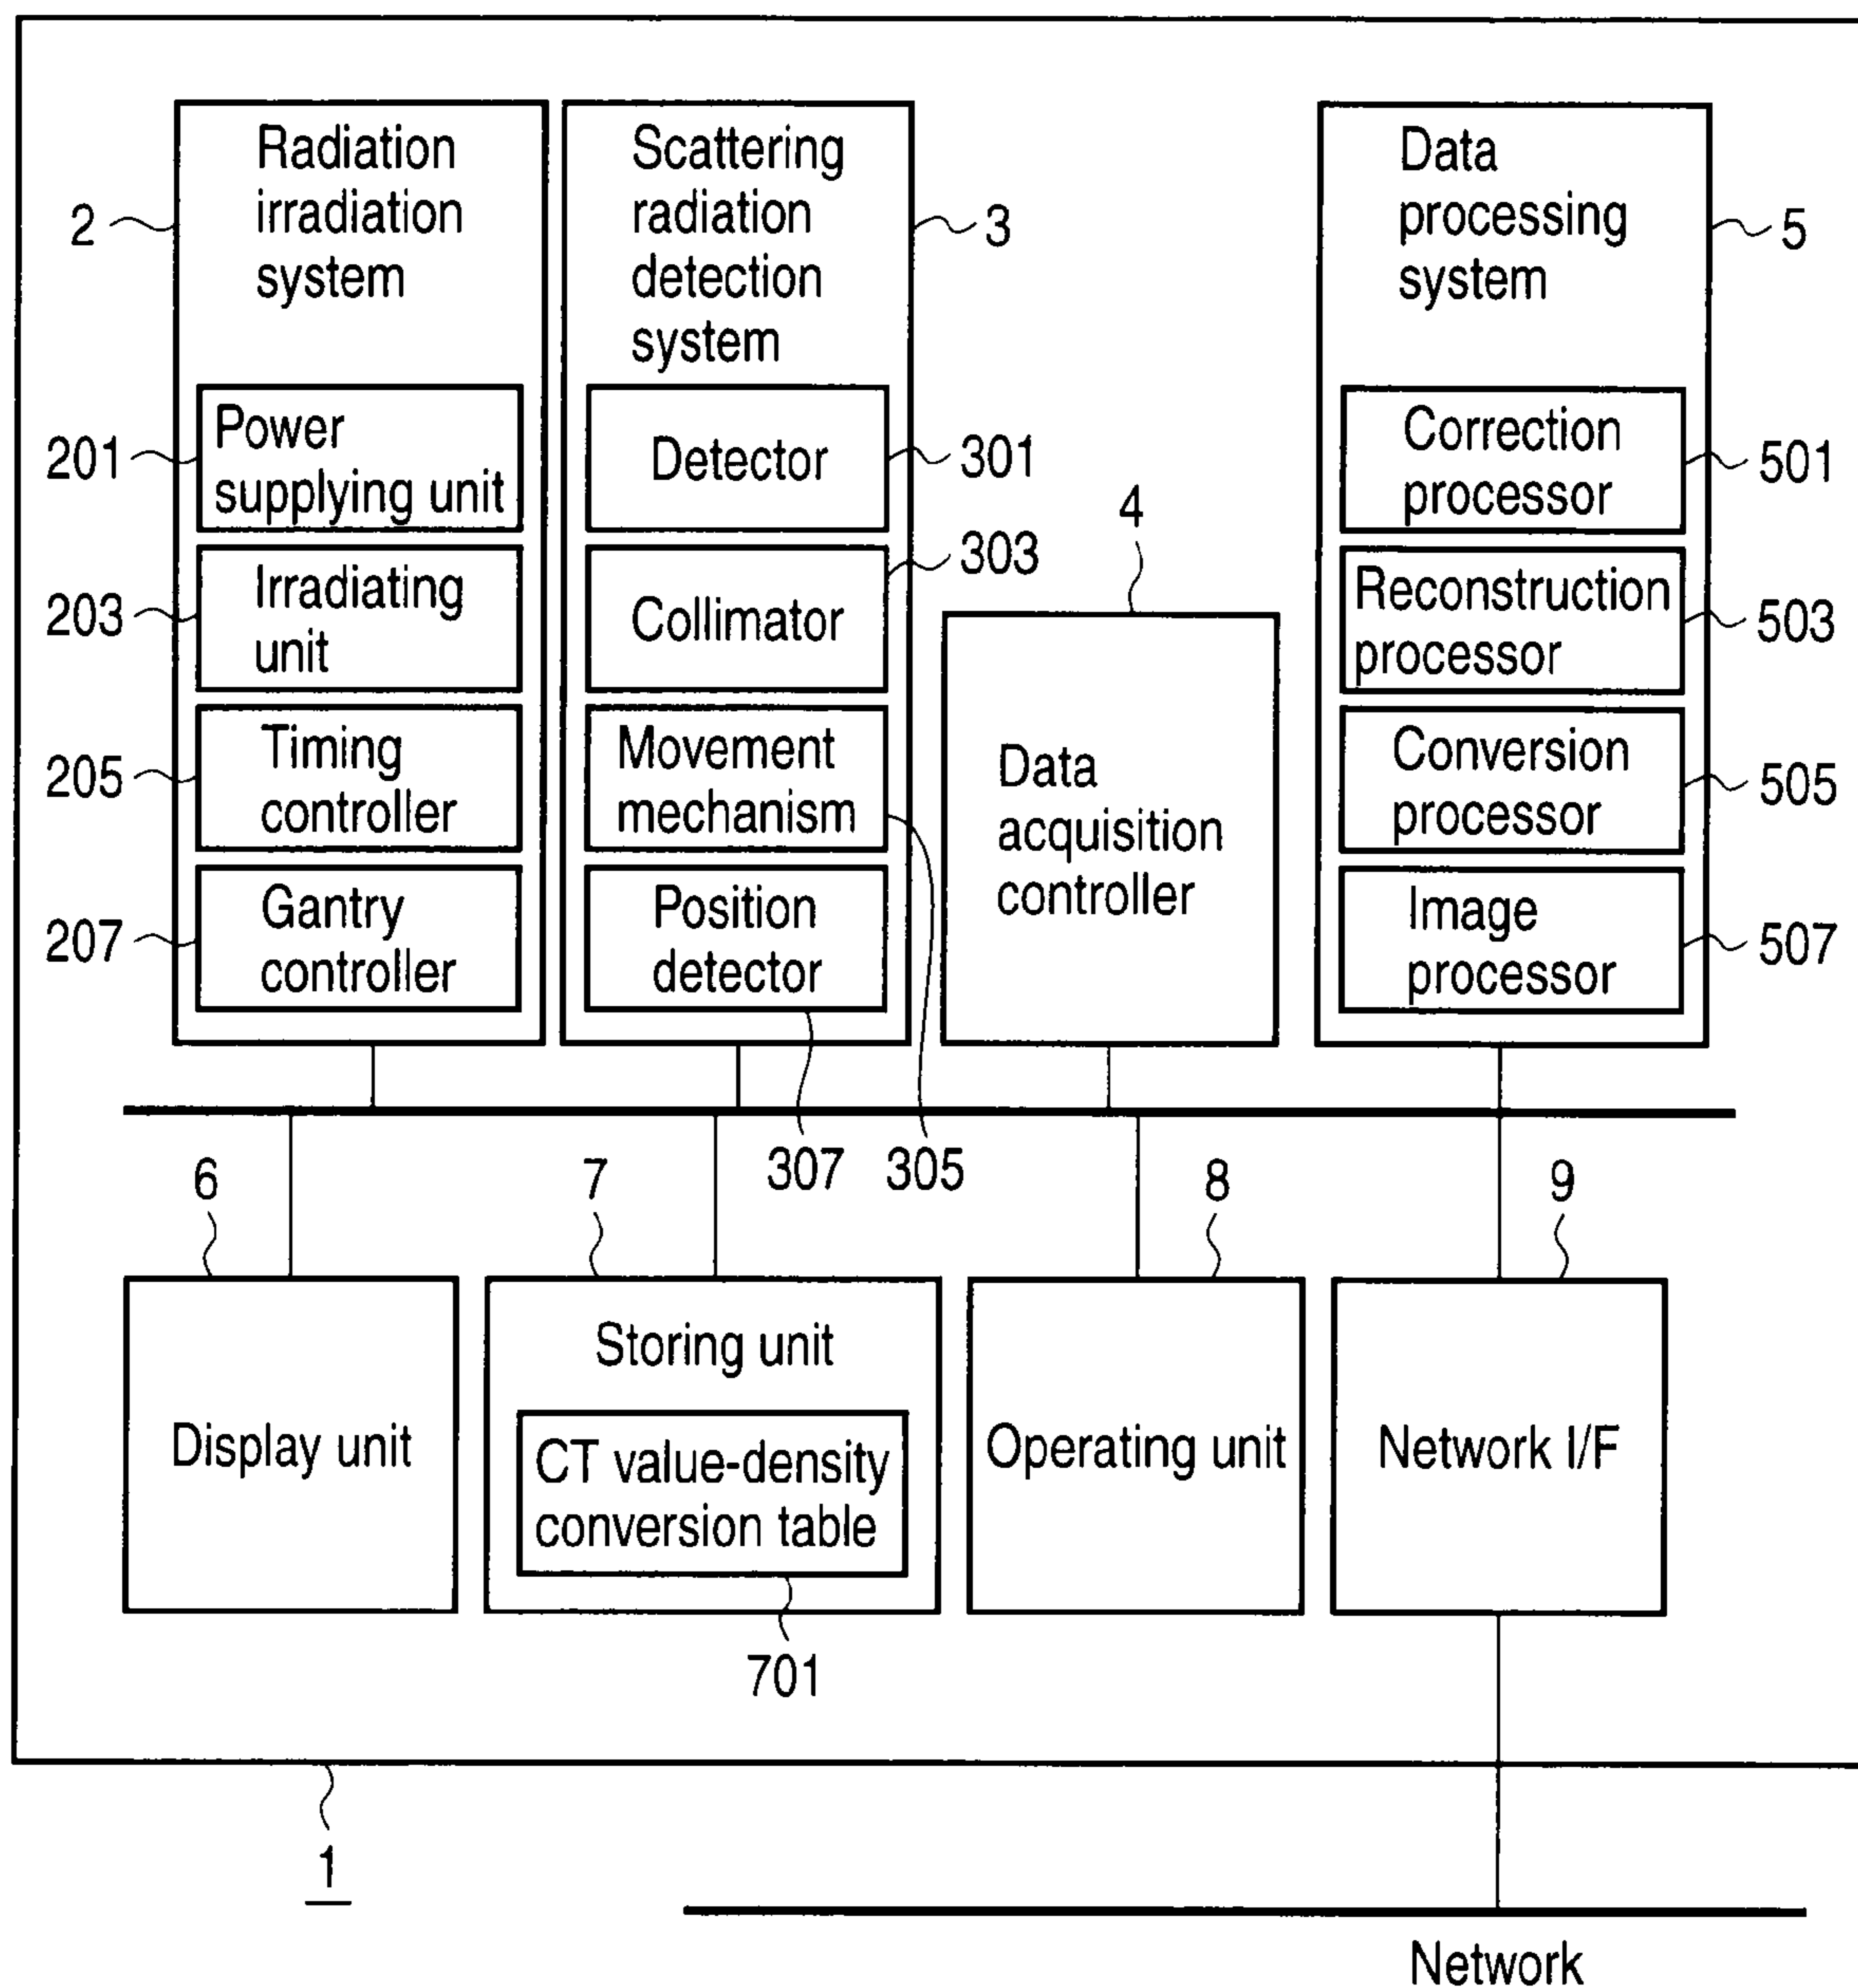 Radiation
irradiation
system
2
Power
supplying unit
201
Irradiating
unit
203
Timing
controller
205
Gantry
controller
207
Scattering
radiation
detection
system
3
Detector
301
Collimator
303
Movement
mechanism
305
Position
detector
307
4
Data
acquisition
controller
Data
processing
system
5
Correction
processor
501
Reconstruction
processor
503
Conversion
processor
505
Image
processor
507
6
Display unit
7
Storing unit
CT value-density
conversion table
701
8
Operating unit
9
Network I/F
1
Network